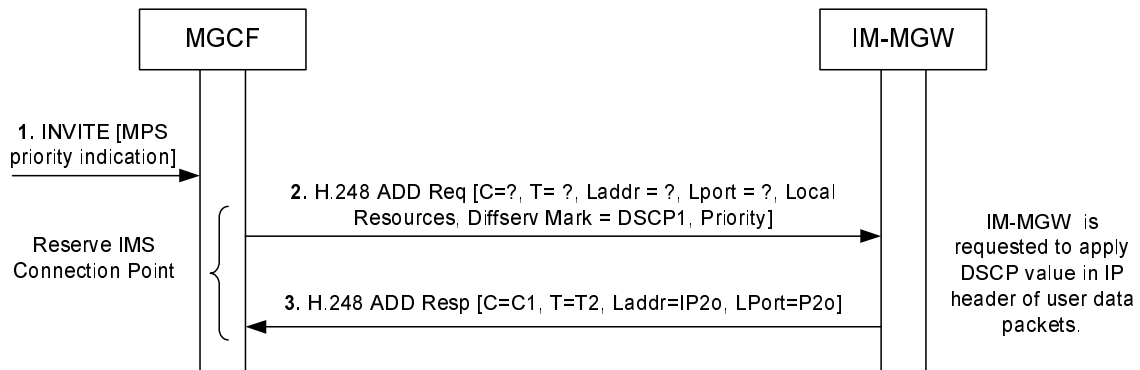 MGCF
IM-MGW
1. INVITE [MPS
priority indication]
2. H.248 ADD Req [C=?, T= ?, Laddr = ?, Lport = ?, Local
Resources, Diffserv Mark = DSCP1, Priority]
Reserve IMS
Connection Point
IM-MGW is
requested to apply
DSCP value in IP
header of user data
packets.
3. H.248 ADD Resp [C=C1, T=T2, Laddr=IP2o, LPort=P2o]